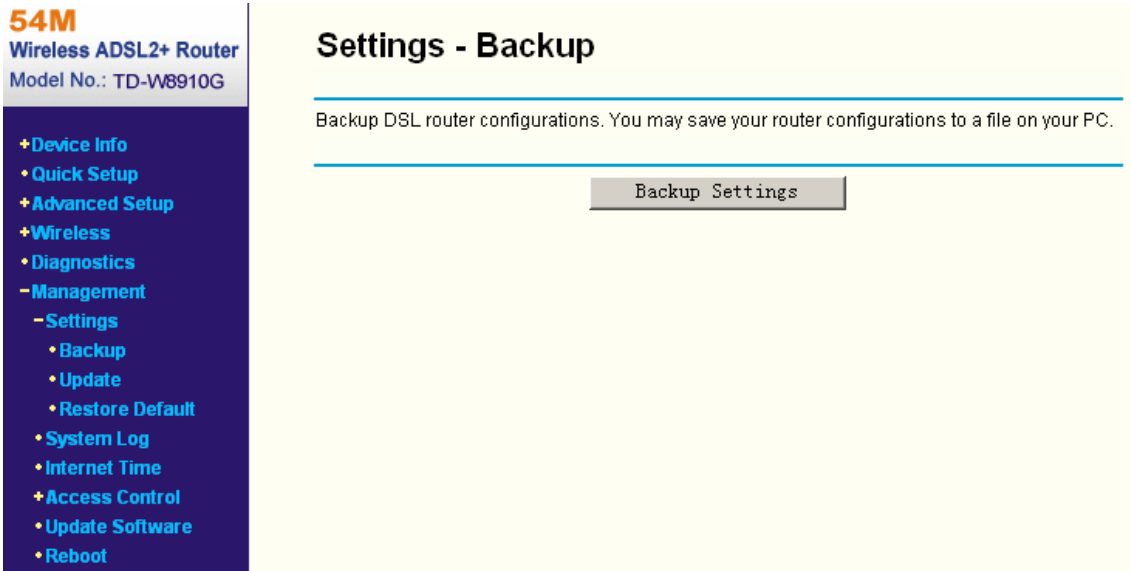 54M
Wireless ADSL2+ Router
Model No.: TD-W8910G
+Device Info
•Quick Setup
+Advanced Setup
+Wireless
•Diagnostics
−Management
−Settings
•Backup
•Update
•Restore Default
•System Log
•Internet Time
+Access Control
•Update Software
•Reboot
Settings - Backup
Backup DSL router configurations. You may save your router configurations to a file on your PC.
Backup Settings